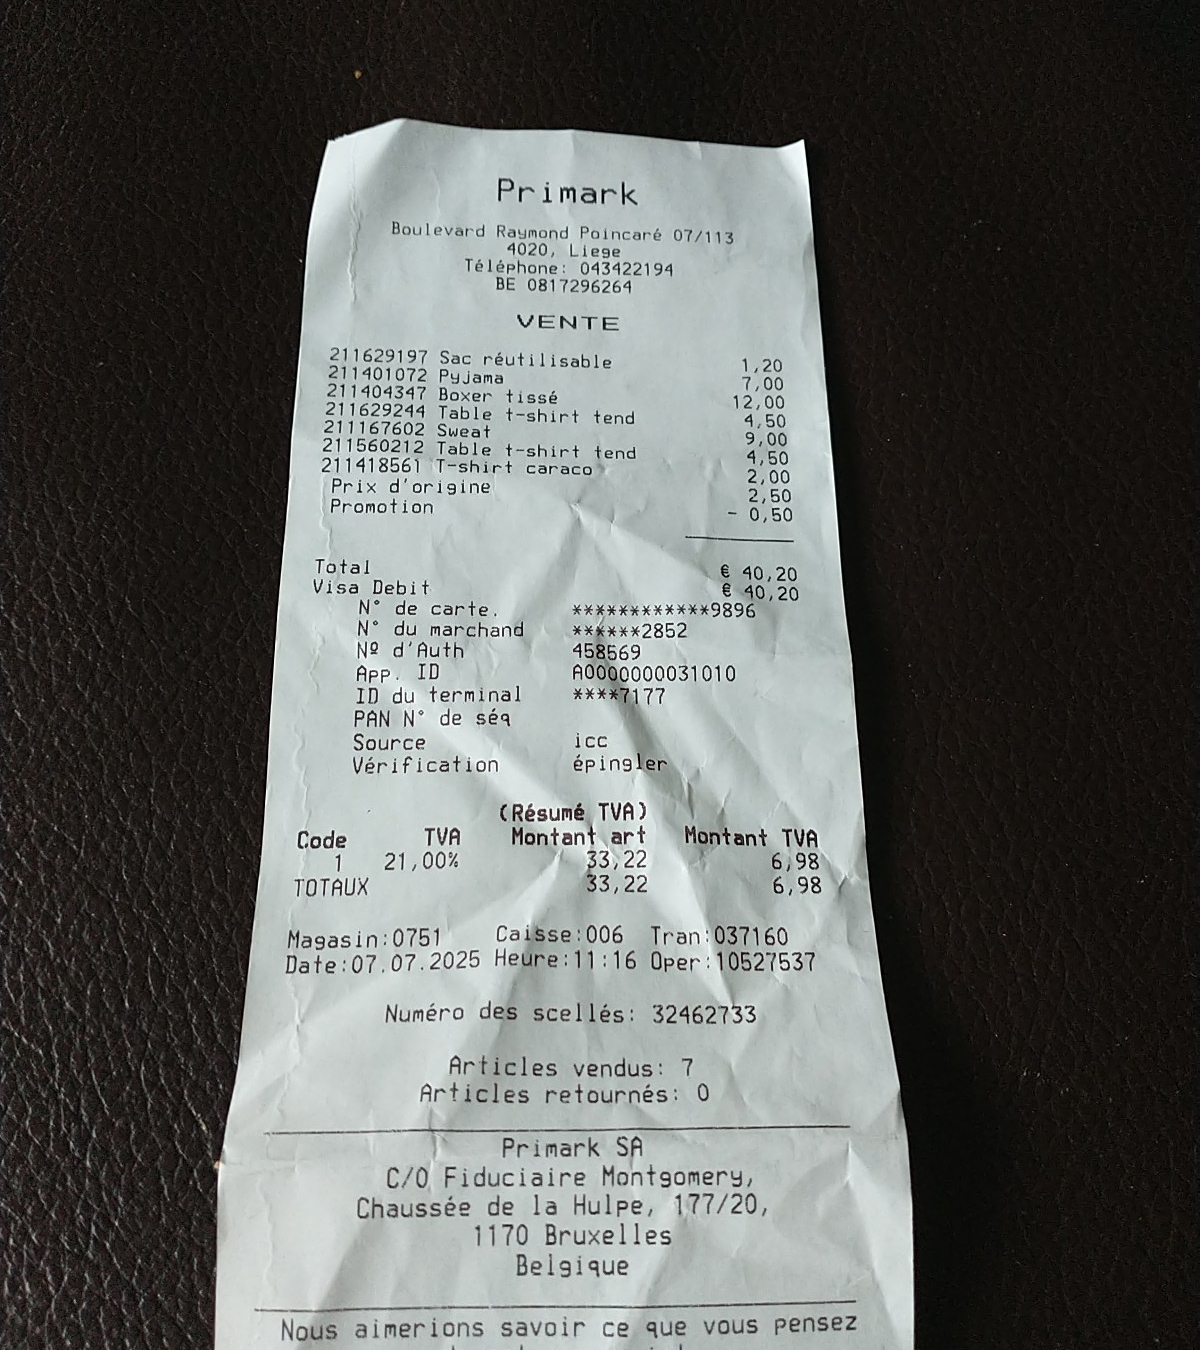 Primark
Boulevard Raymond Poincaré 07/113
4020, Liege
Téléphone: 043422194
BE 0817296264
VENTE
211629197 Sac réutilisable 1,20
211401072 Pyjama 7,00
211404347 Boxer tissé 12,00
211629244 Table t-shirt tend 4,50
211167602 Sweat 9,00
211560212 Table t-shirt tend 4,50
211418561 T-shirt caraco 2,00
Prix d'origine 2,50
Promotion - 0,50
Total € 40,20
Visa Debit € 40,20
N° de carte. ************9896
N° du marchand ******2852
Nº d'Auth 458569
App. ID A0000000031010
ID du terminal ****7177
PAN N° de séq
Source icc
Vérification épingler
(Résumé TVA)
Code TVA Montant art Montant TVA
1 21,00% 33,22 6,98
TOTAUX 33,22 6,98
Magasin:0751 Caisse:006 Tran:037160
Date:07.07.2025 Heure:11:16 Oper:10527537
Numéro des scellés: 32462733
Articles vendus: 7
Articles retournés: 0
Primark SA
C/O Fiduciaire Montgomery,
Chaussée de la Hulpe, 177/20,
1170 Bruxelles
Belgique
Nous aimerions savoir ce que vous pensez